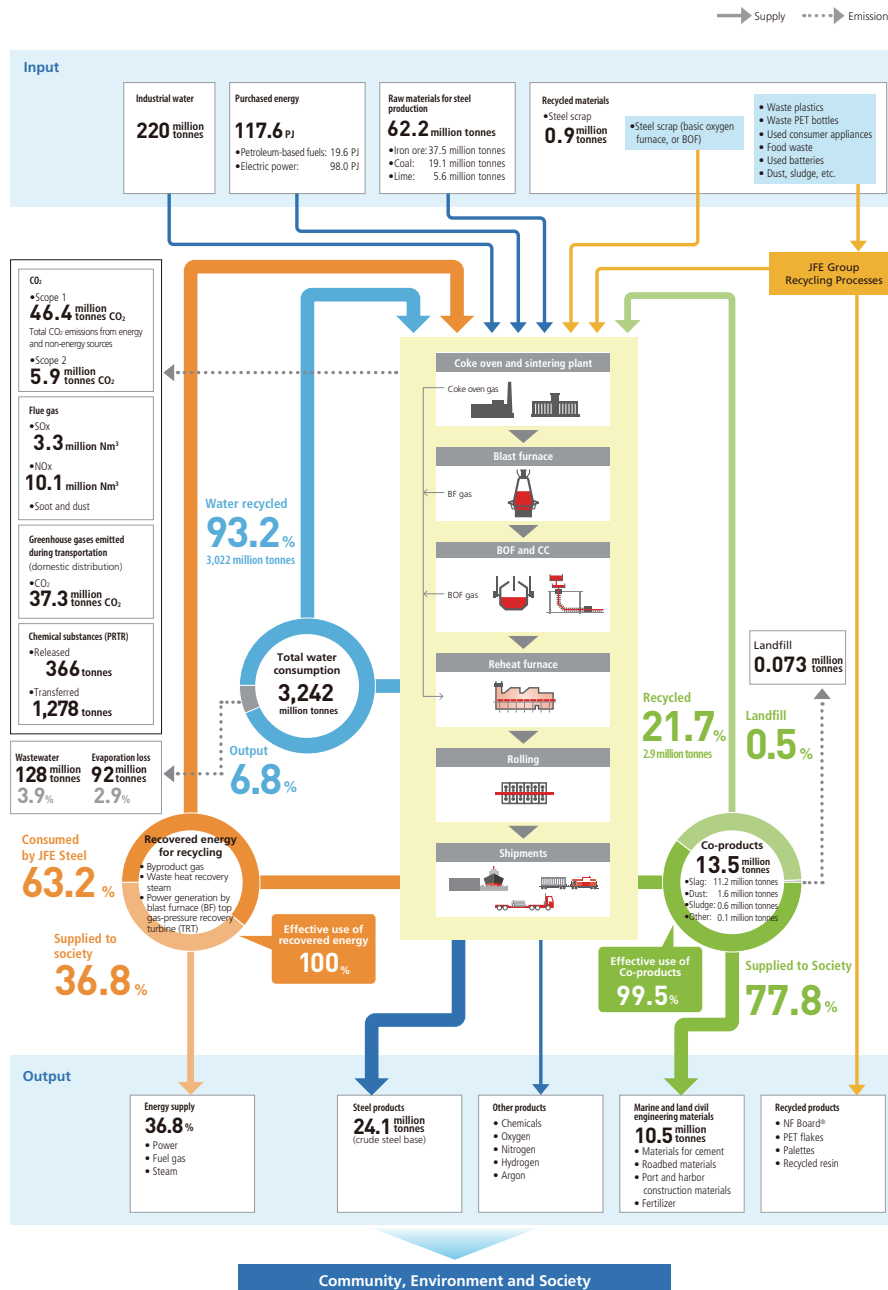 Supply
Emission
Input
Industrial water
220 million tonnes
Purchased energy
117.6 PJ
•Petroleum-based fuels: 19.6 PJ
•Electric power: 98.0 PJ
Raw materials for steel
production
62.2 million tonnes
•Iron ore: 37.5 million tonnes
•Coal: 19.1 million tonnes
•Lime: 5.6 million tonnes
Recycled materials
•Steel scrap
0.9 million tonnes
•Steel scrap (basic oxygen
furnace, or BOF)
• Waste plastics
• Waste PET bottles
• Used consumer appliances
• Food waste
• Used batteries
• Dust, sludge, etc.
JFE Group
Recycling Processes
CO₂
•Scope 1
46.4 million tonnes CO₂
Total CO₂ emissions from energy
and non-energy sources
•Scope 2
5.9 million tonnes CO₂
Flue gas
•SOx
3.3 million Nm³
•NOx
10.1 million Nm³
•Soot and dust
Greenhouse gases emitted
during transportation
(domestic distribution)
•CO₂
37.3 million tonnes CO₂
Chemical substances (PRTR)
•Released
366 tonnes
•Transferred
1,278 tonnes
Wastewater
128 million tonnes
3.9%
Evaporation loss
92 million tonnes
2.9%
Water recycled
93.2 %
3,022 million tonnes
Total water
consumption
3,242
million tonnes
Output
6.8 %
Coke oven and sintering plant
Coke oven gas
Blast furnace
BF gas
BOF and CC
BOF gas
Reheat furnace
Rolling
Shipments
Recycled
21.7 %
2.9 million tonnes
Landfill
0.073 million tonnes
Landfill
0.5 %
Consumed
by JFE Steel
63.2 %
Recovered energy
for recycling
• Byproduct gas
• Waste heat recovery
steam
• Power generation by
blast furnace (BF) top
gas-pressure recovery
turbine (TRT)
Supplied to
society
36.8 %
Effective use of
recovered energy
100 %
Co-products
13.5 million tonnes
•Slag: 11.2 million tonnes
•Dust: 1.6 million tonnes
•Sludge: 0.6 million tonnes
•Other: 0.1 million tonnes
Effective use of
Co-products
99.5 %
Supplied to Society
77.8 %
Output
Energy supply
36.8 %
• Power
• Fuel gas
• Steam
Steel products
24.1 million tonnes
(crude steel base)
Other products
• Chemicals
• Oxygen
• Nitrogen
• Hydrogen
• Argon
Marine and land civil
engineering materials
10.5 million tonnes
• Materials for cement
• Roadbed materials
• Port and harbor
construction materials
• Fertilizer
Recycled products
• NF Board®
• PET flakes
• Palettes
• Recycled resin
Community, Environment and Society